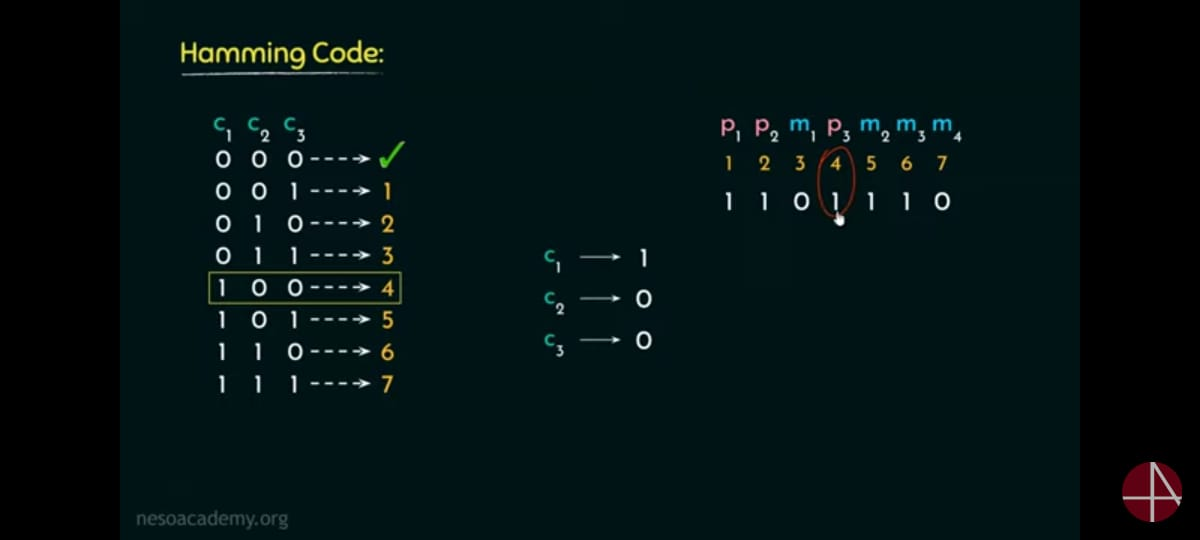 Hamming Code:
c₁ c₂ c₃
0 0 0 ----> ✓
0 0 1 ----> 1
0 1 0 ----> 2
0 1 1 ----> 3
1 0 0 ----> 4
1 0 1 ----> 5
1 1 0 ----> 6
1 1 1 ----> 7
c₁ → 1
c₂ → 0
c₃ → 0
p₁ p₂ m₁ p₃ m₂ m₃ m₄
1 2 3 4 5 6 7
1 1 0 1 1 1 0
nesoacademy.org